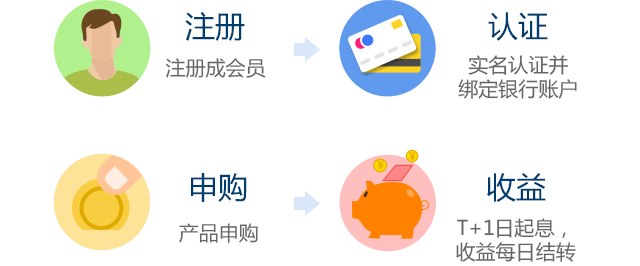 注册
注册成会员
认证
实名认证并
绑定银行账户
申购
产品申购
收益
T+1日起息，
收益每日结转